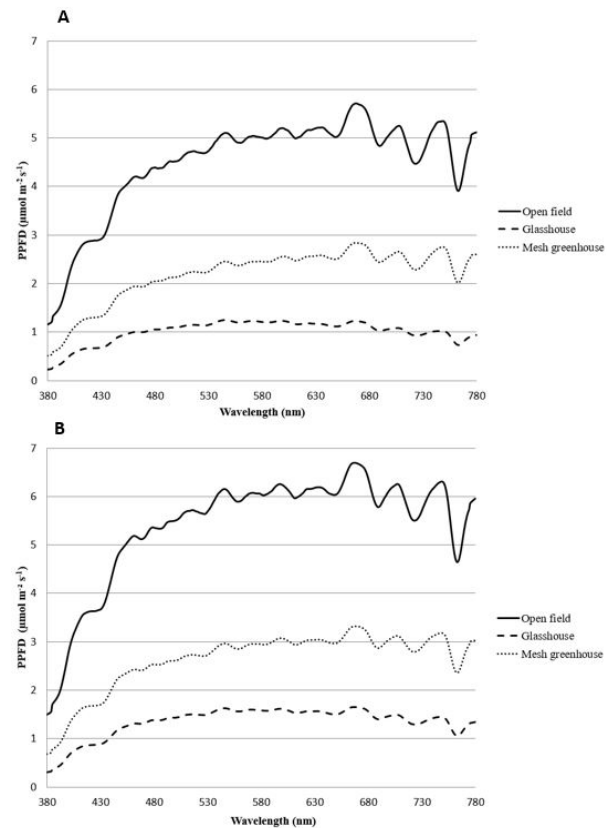 A
7
6
5
4
3
2
1
0
PPFD (μmol m⁻² s⁻¹)
380 430 480 530 580 630 680 730 780
Wavelength (nm)
Open field
Glasshouse
Mesh greenhouse
B
7
6
5
4
3
2
1
0
PPFD (μmol m⁻² s⁻¹)
380 430 480 530 580 630 680 730 780
Wavelength (nm)
Open field
Glasshouse
Mesh greenhouse